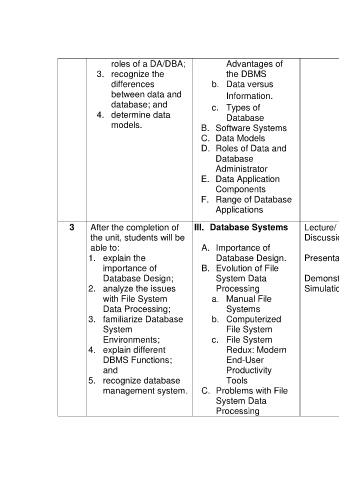 roles of a DA/DBA;
3. recognize the
differences
between data and
database; and
4. determine data
models.
Advantages of
the DBMS
b. Data versus
Information.
c. Types of
Database
B. Software Systems
C. Data Models
D. Roles of Data and
Database
Administrator
E. Data Application
Components
F. Range of Database
Applications
3
After the completion of
the unit, students will be
able to:
1. explain the
importance of
Database Design;
2. analyze the issues
with File System
Data Processing;
3. familiarize Database
System
Environments;
4. explain different
DBMS Functions;
and
5. recognize database
management system.
III. Database Systems
A. Importance of
Database Design.
B. Evolution of File
System Data
Processing
a. Manual File
Systems
b. Computerized
File System
c. File System
Redux: Modern
End-User
Productivity
Tools
C. Problems with File
System Data
Processing
Lecture/
Discussio
Presenta
Demonst
Simulatio